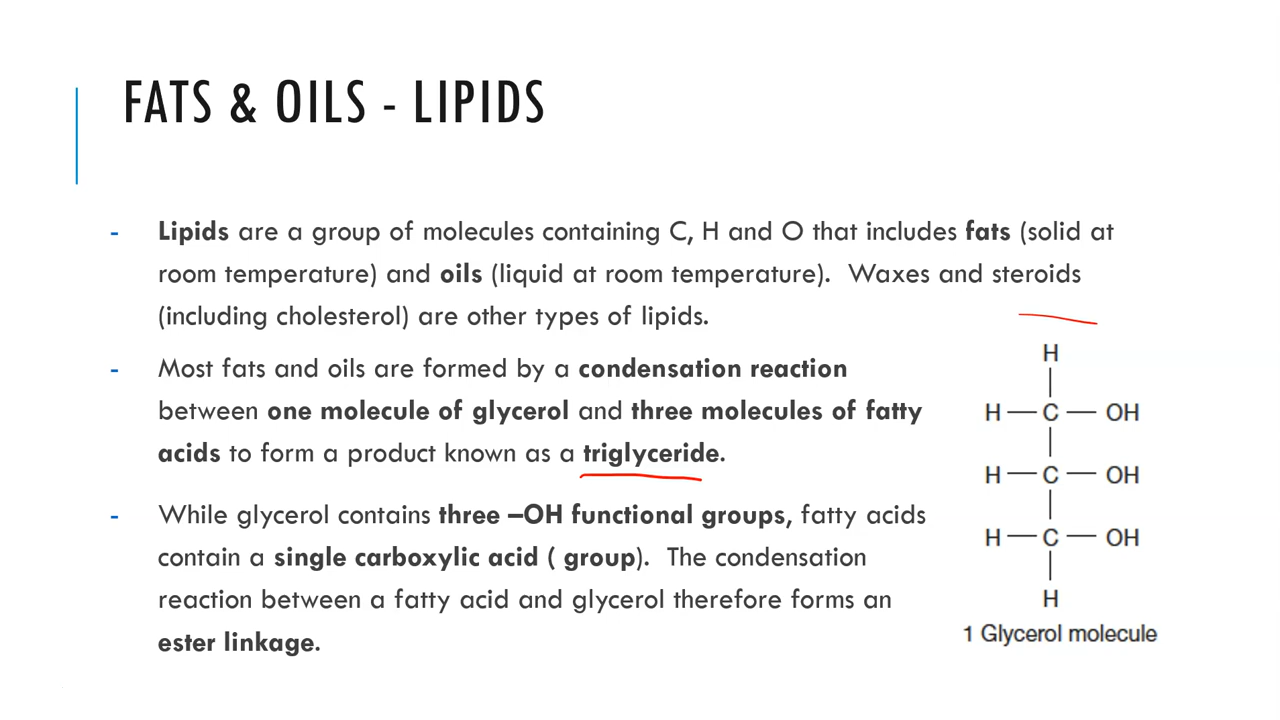 FATS & OILS - LIPIDS
- Lipids are a group of molecules containing C, H and O that includes fats (solid at
room temperature) and oils (liquid at room temperature). Waxes and steroids
(including cholesterol) are other types of lipids.
- Most fats and oils are formed by a condensation reaction
between one molecule of glycerol and three molecules of fatty
acids to form a product known as a triglyceride.
- While glycerol contains three –OH functional groups, fatty acids
contain a single carboxylic acid ( group). The condensation
reaction between a fatty acid and glycerol therefore forms an
ester linkage.
H
H — C — OH
H — C — OH
H — C — OH
H
1 Glycerol molecule